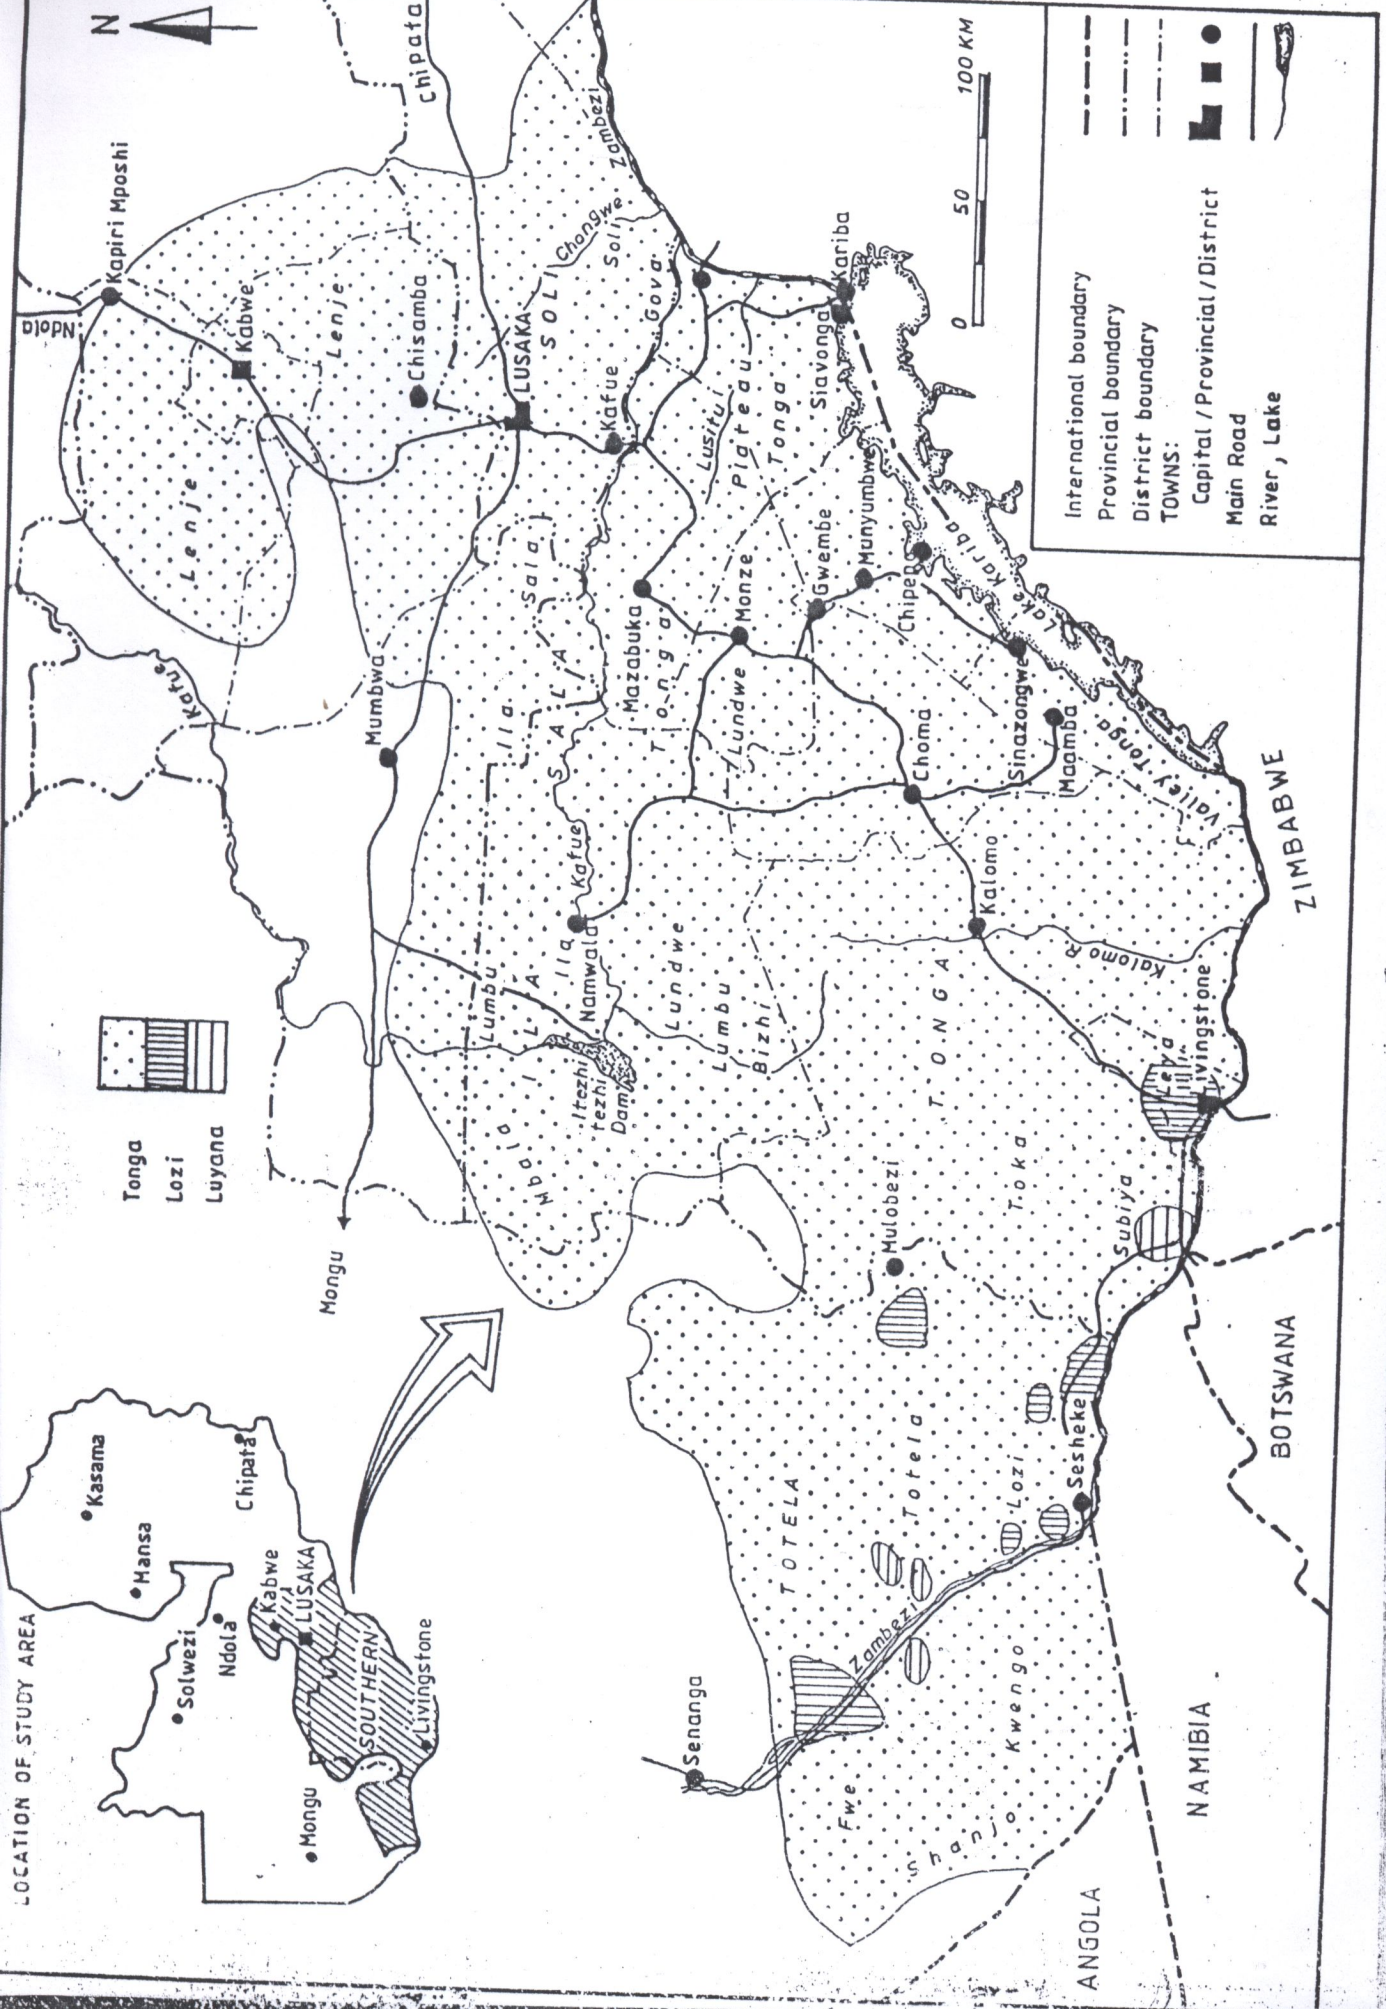 LOCATION OF STUDY AREA
Kasama
Mansa
Solwezi
Ndola
Chipata
Kabwe
LUSAKA
Mongu
SOUTHERN
Livingstone
Tonga
Lozi
Luyana
N
Ndola
Kapiri Mposhi
Chipata
Kafue
Lenje
Kabwe
Lenje
Chisamba
Mongu
Mumbwa
LUSAKA
SOLI
Chongwe
Soli
Zambezi
Sala
SALA
Ila
Lumbu
ILA
Mbala
Ila
Kafue
Namwala
Itezhi
tezhi
Dam
Kafue
Gova
Mazabuka
Tonga
Lusitu
Plateau
TONGA
Siavonga
Kariba
Monze
Lundwe
Lundwe
Lumbu
Bizhi
Gwembe
Munyumbwe
Chipep
Lake Kariba
Choma
Sinazongwe
Maamba
Valley Tonga
Kalomo
Kalomo R.
TONGA
Toka
Leya
Livingstone
Mulobezi
Subiya
Senanga
TOTELA
Totela
Lozi
Sesheke
Zambezi
Fwe
Kwengo
Shanjo
ANGOLA
NAMIBIA
BOTSWANA
ZIMBABWE
0 50 100 KM
International boundary
Provincial boundary
District boundary
TOWNS:
Capital / Provincial / District
Main Road
River, Lake